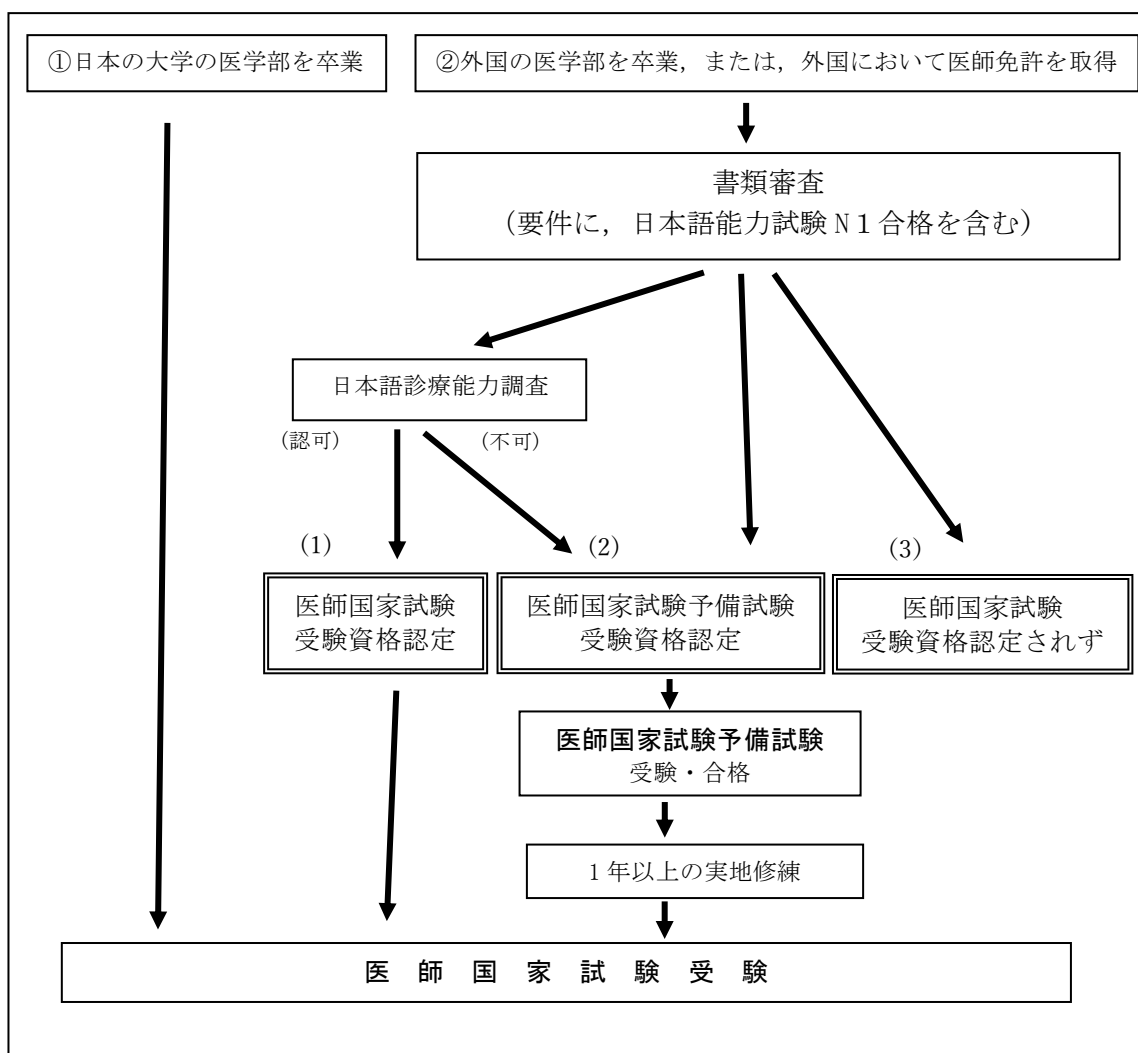 ①日本の大学の医学部を卒業
②外国の医学部を卒業，または，外国において医師免許を取得
書類審査
（要件に，日本語能力試験Ｎ１合格を含む）
日本語診療能力調査
（認可）
（不可）
(1)
(2)
(3)
医師国家試験
受験資格認定
医師国家試験予備試験
受験資格認定
医師国家試験
受験資格認定されず
医師国家試験予備試験
受験・合格
1 年以上の実地修練
医 師 国 家 試 験 受 験